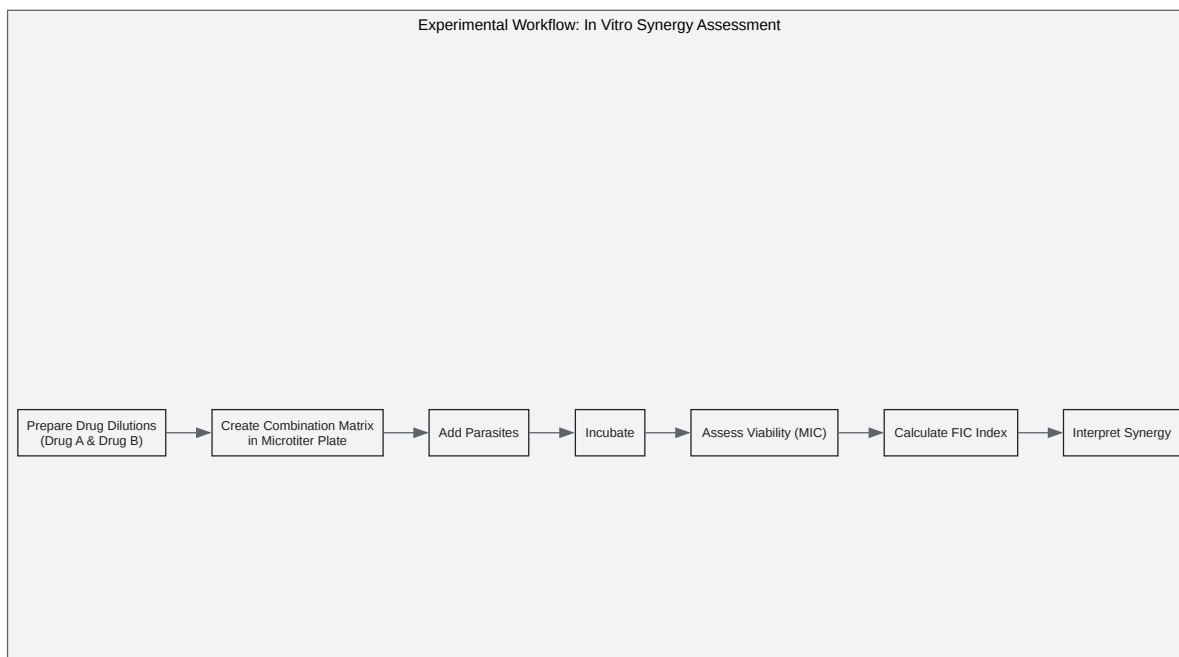 Experimental Workflow: In Vitro Synergy Assessment
Prepare Drug Dilutions
(Drug A & Drug B)
Create Combination Matrix
in Microtiter Plate
Add Parasites
Incubate
Assess Viability (MIC)
Calculate FIC Index
Interpret Synergy